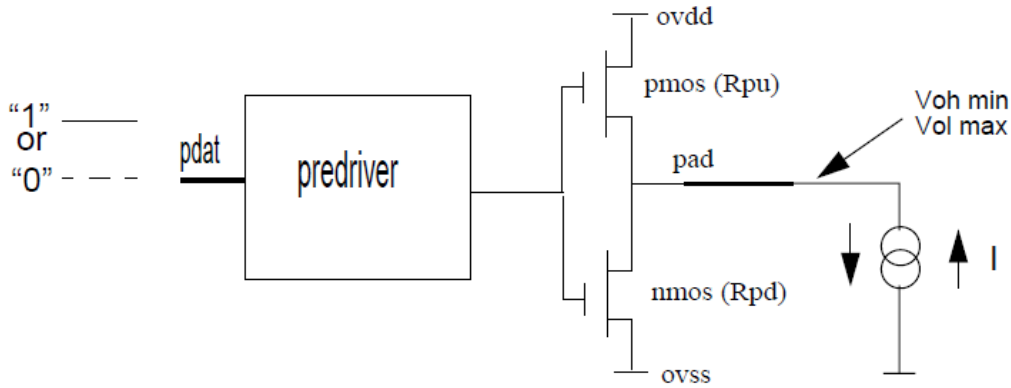 ovdd
pmos (Rpu)
Voh min
Vol max
“1”
or
“0”
pdat
predriver
pad
nmos (Rpd)
I
ovss